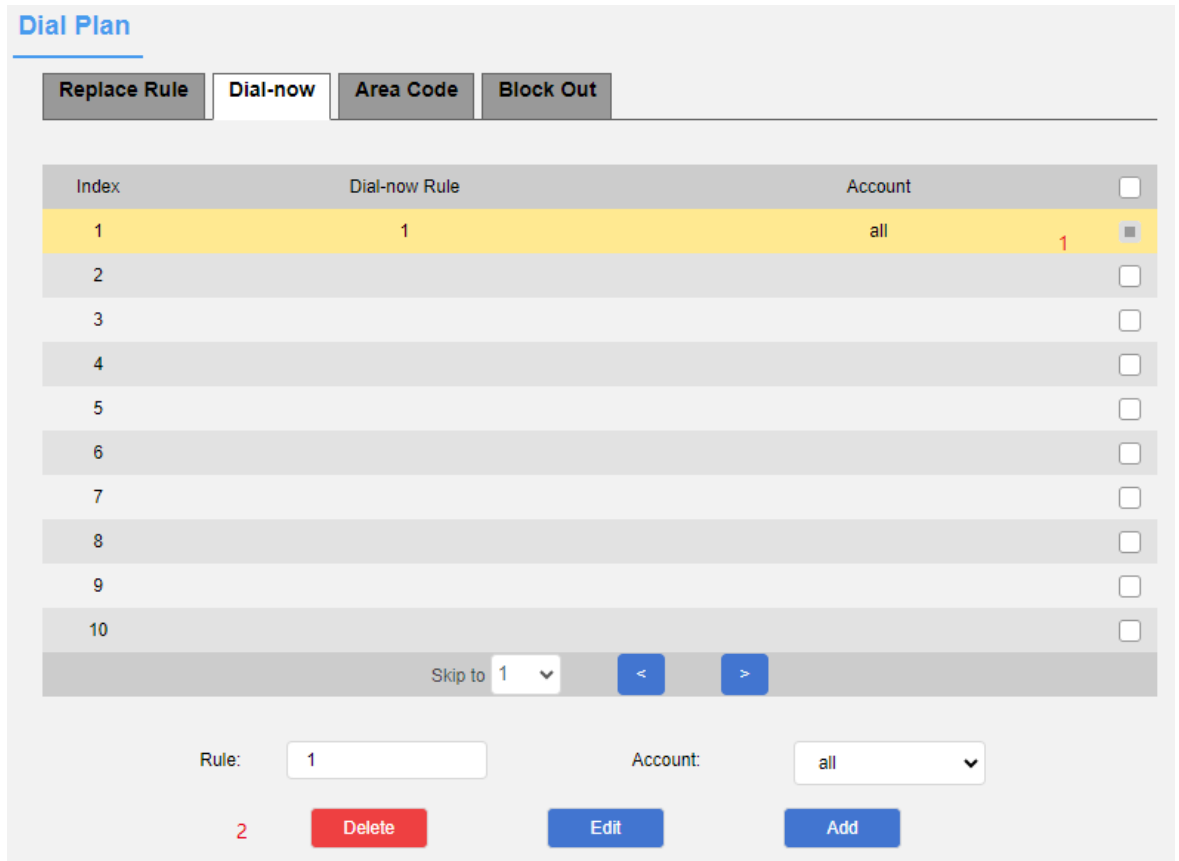 Dial Plan
Replace Rule Dial-now Area Code Block Out
Index Dial-now Rule Account
1 1 all 1
2
3
4
5
6
7
8
9
10
Skip to 1 < >
Rule: 1 Account: all
2 Delete Edit Add